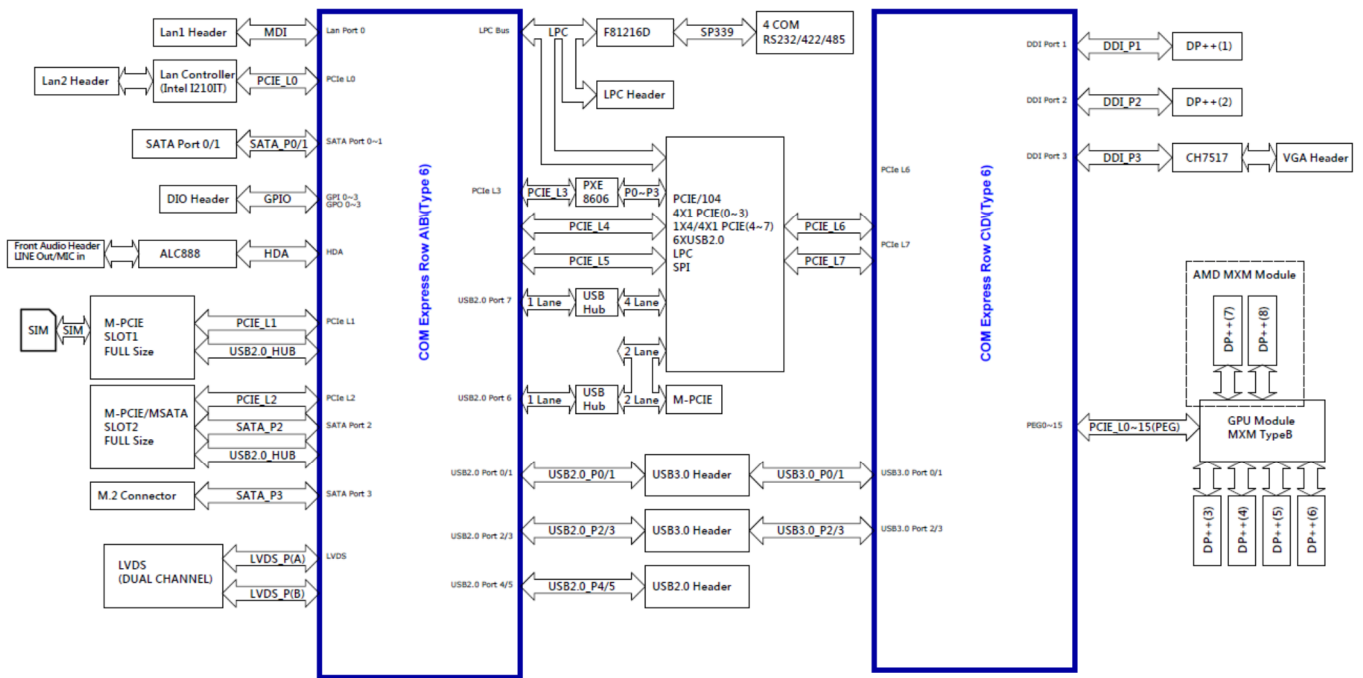 Lan1 Header
MDI
Lan Port 0
Lan2 Header
Lan Controller
(Intel I210IT)
PCIE_L0
PCIe L0
SATA Port 0/1
SATA_P0/1
SATA Port 0~1
DIO Header
GPIO
GPI 0~3
GPO 0~3
Front Audio Header
LINE Out/MIC in
ALC888
HDA
HDA
SIM
SIM
M-PCIE
SLOT1
FULL Size
PCIE_L1
PCIe L1
USB2.0_HUB
M-PCIE/MSATA
SLOT2
FULL Size
PCIE_L2
PCIe L2
SATA_P2
SATA Port 2
USB2.0_HUB
M.2 Connector
SATA_P3
SATA Port 3
LVDS
(DUAL CHANNEL)
LVDS_P(A)
LVDS
LVDS_P(B)
COM Express Row A\B\(Type 6)
LPC Bus
LPC
F81216D
SP339
4 COM
RS232/422/485
LPC Header
PCIe L3
PCIE_L3
PXE
8606
P0~P3
PCIE_L4
PCIE_L5
PCIE/104
4X1 PCIE(0~3)
1X4/4X1 PCIE(4~7)
6XUSB2.0
LPC
SPI
USB2.0 Port 7
1 Lane
USB
Hub
4 Lane
2 Lane
USB2.0 Port 6
1 Lane
USB
Hub
2 Lane
M-PCIE
USB2.0 Port 0/1
USB2.0_P0/1
USB3.0 Header
USB3.0_P0/1
USB3.0 Port 0/1
USB2.0 Port 2/3
USB2.0_P2/3
USB3.0 Header
USB3.0_P2/3
USB3.0 Port 2/3
USB2.0 Port 4/5
USB2.0_P4/5
USB2.0 Header
PCIE_L6
PCIe L6
PCIE_L7
PCIe L7
COM Express Row C\D\(Type 6)
DDI Port 1
DDI_P1
DP++(1)
DDI Port 2
DDI_P2
DP++(2)
DDI Port 3
DDI_P3
CH7517
VGA Header
AMD MXM Module
DP++(7)
DP++(8)
PEG0~15
PCIE_L0~15(PEG)
GPU Module
MXM TypeB
DP++(3)
DP++(4)
DP++(5)
DP++(6)